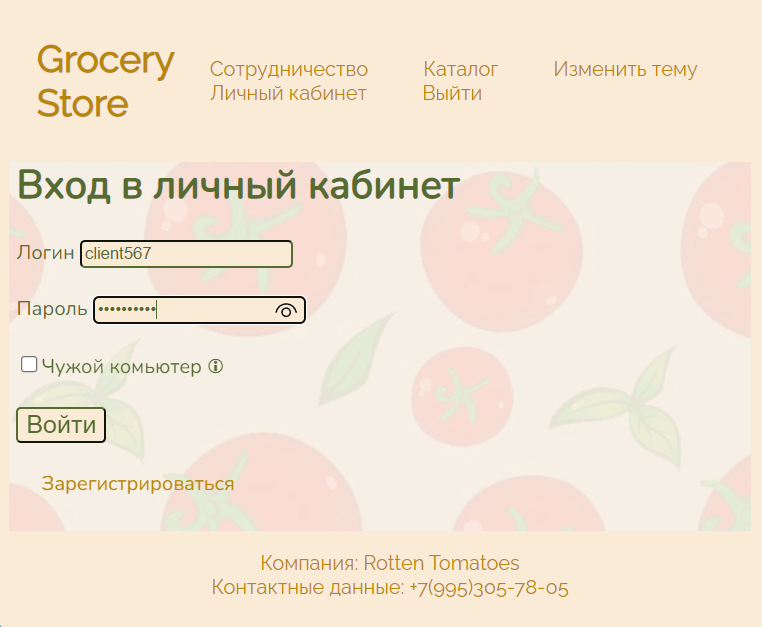 Grocery Store
Сотрудничество Каталог Изменить тему
Личный кабинет Выйти
Вход в личный кабинет
Логин client567
Пароль ••••••••••
Чужой комьютер
Войти
Зарегистрироваться
Компания: Rotten Tomatoes
Контактные данные: +7(995)305-78-05